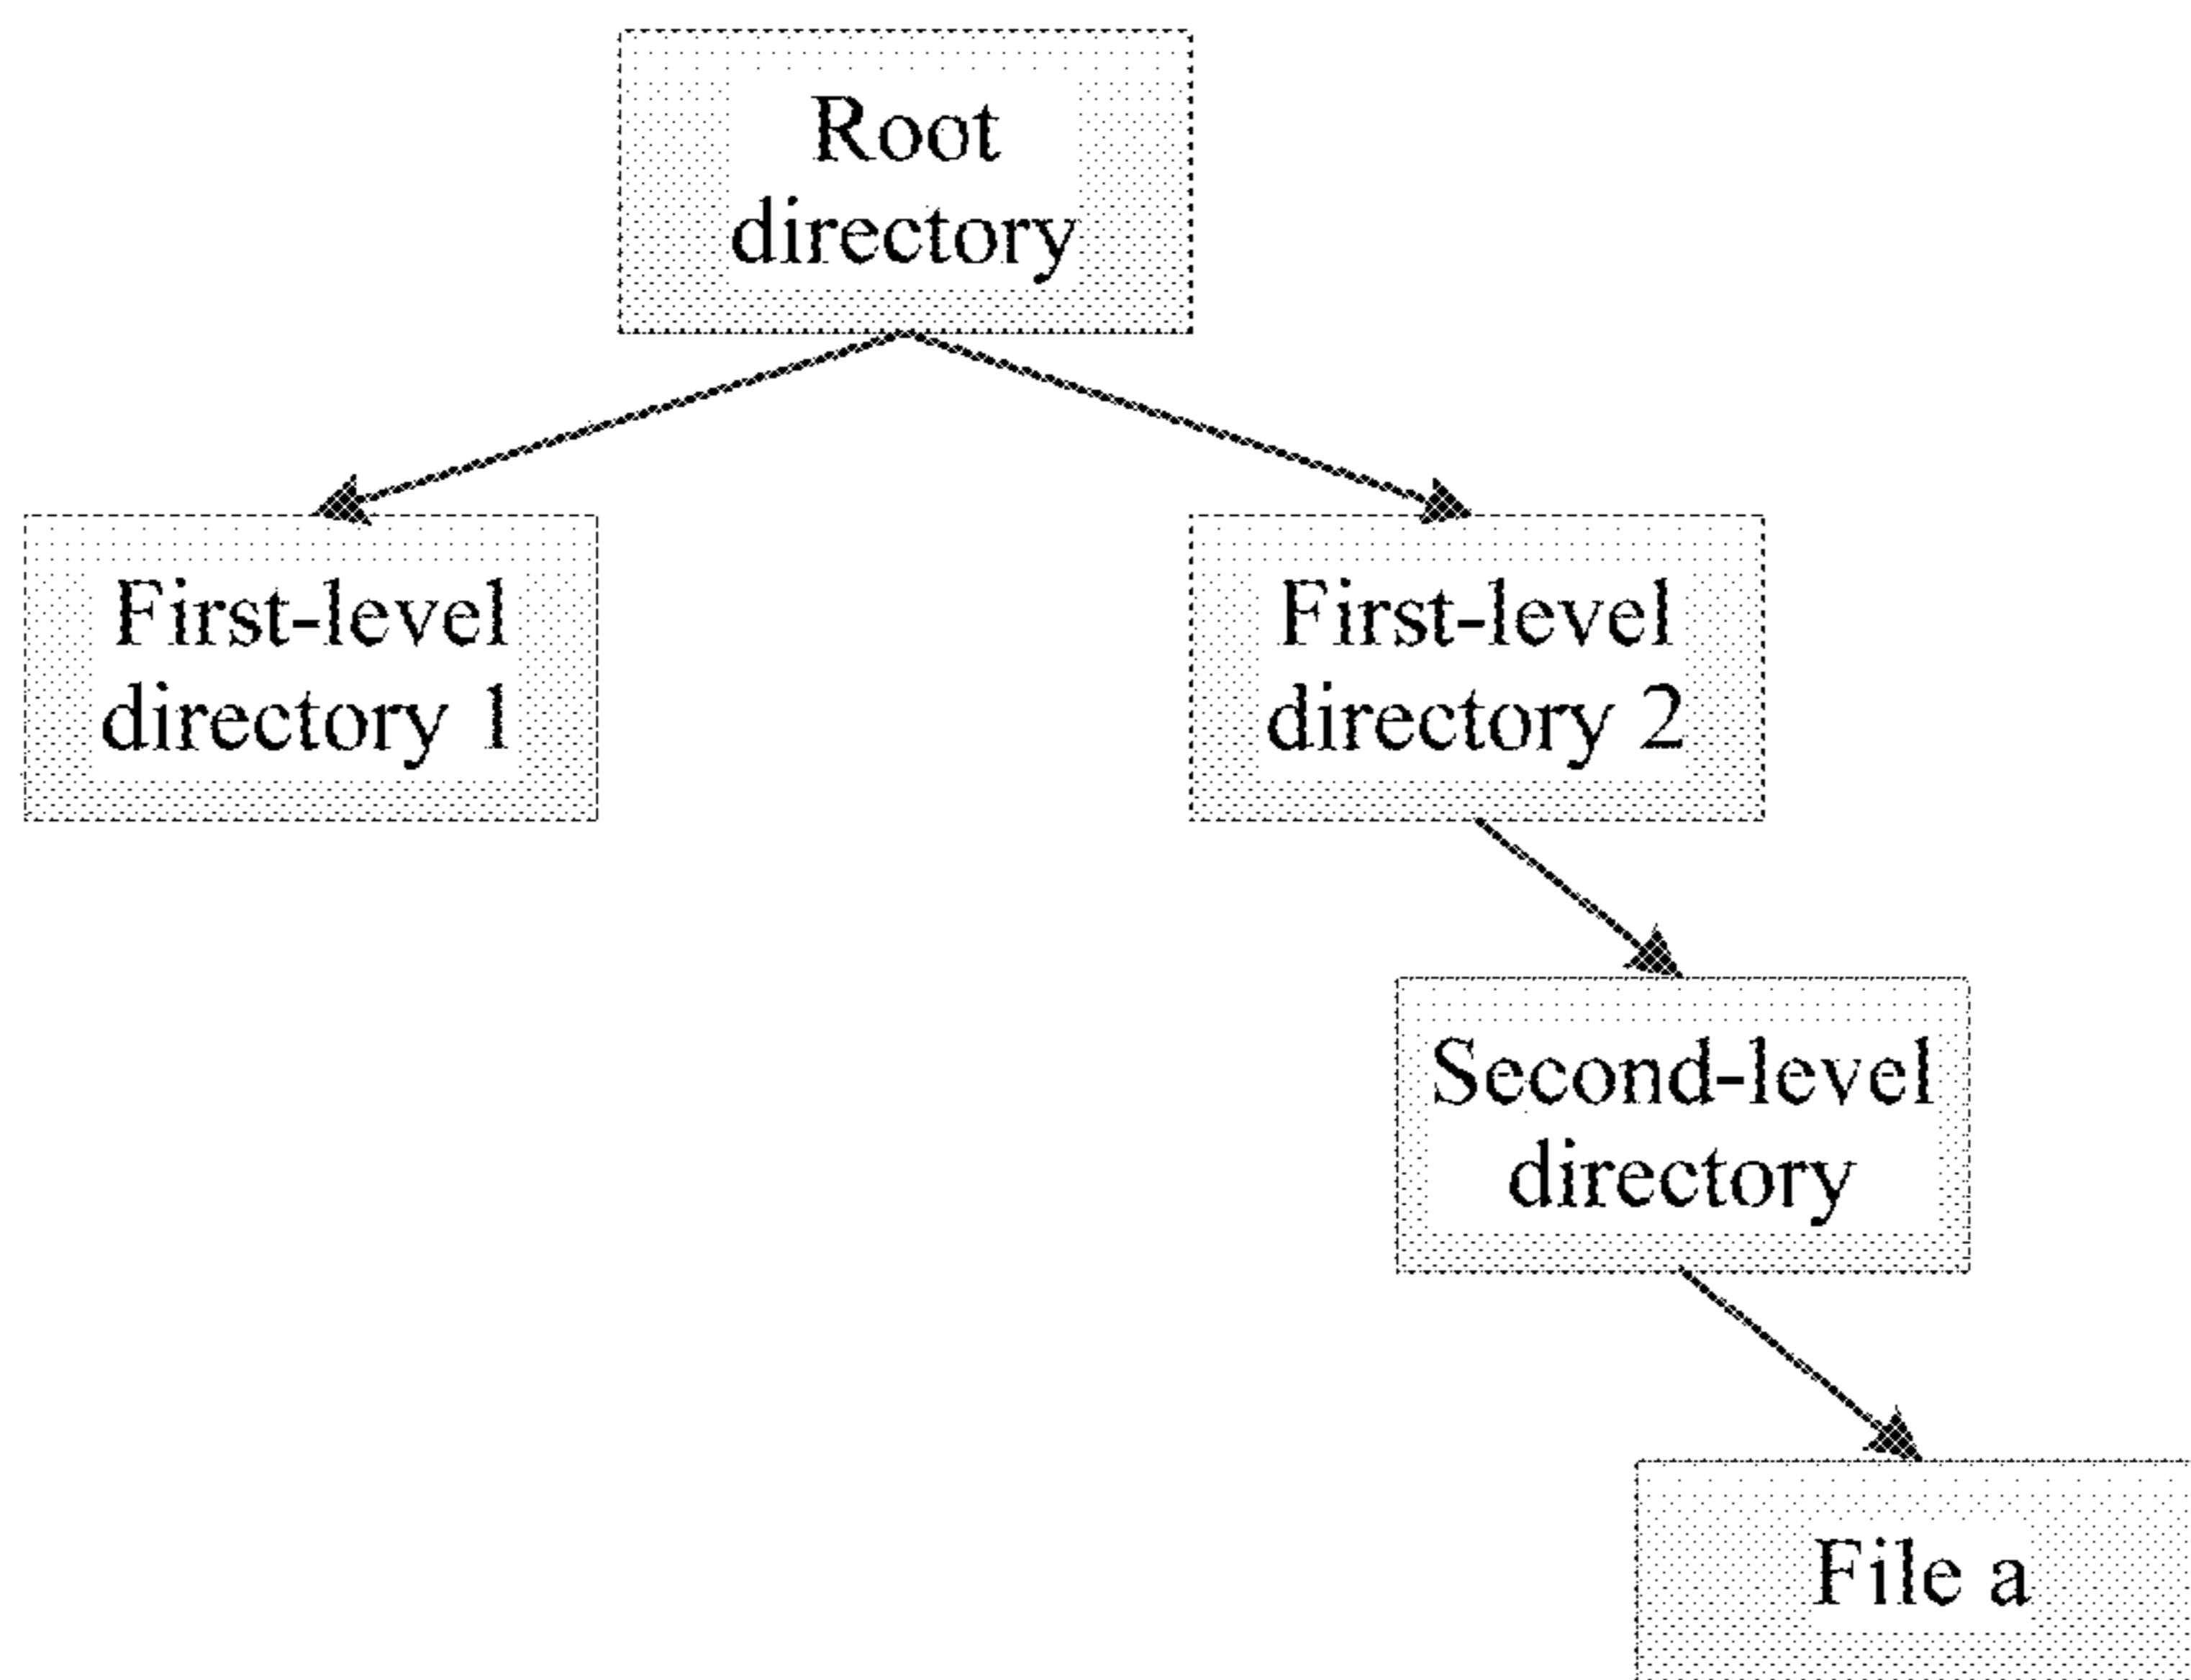 Root
directory
First-level
directory 1
First-level
directory 2
Second-level
directory
File a